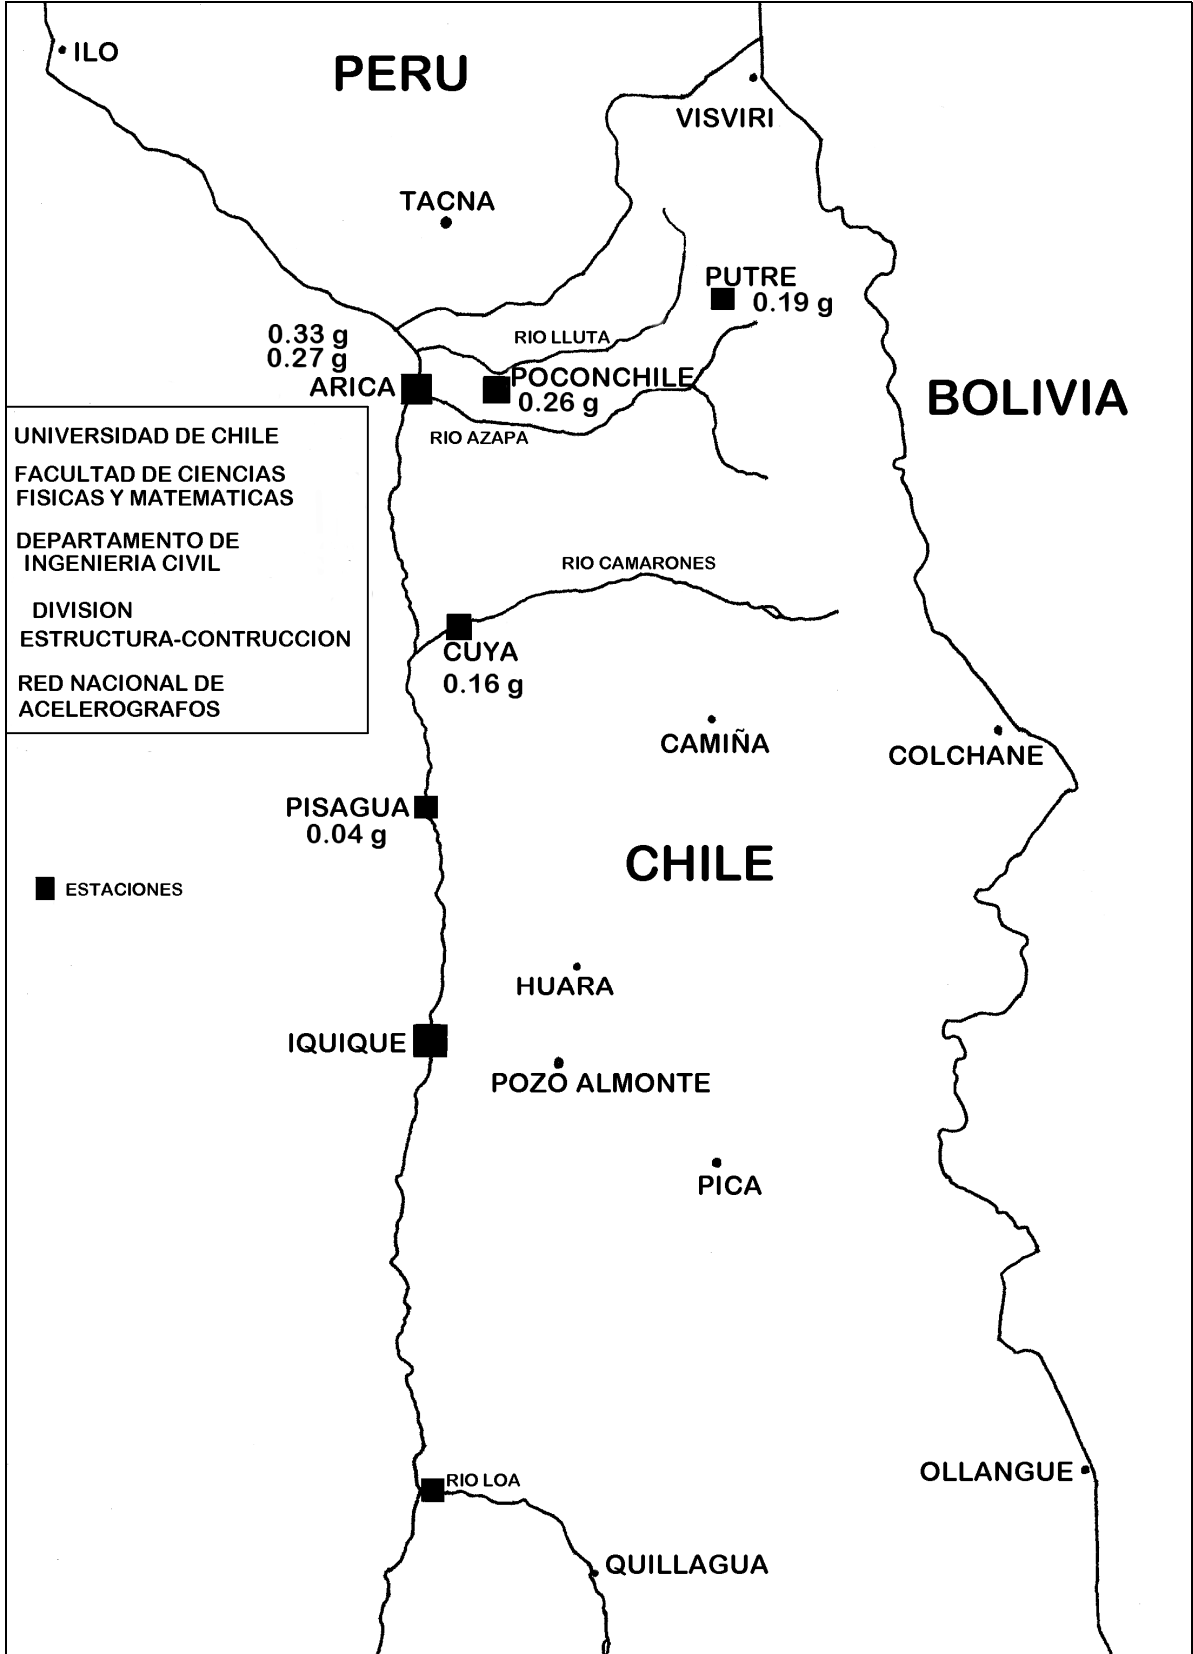 ILO
PERU
VISVIRI
TACNA
PUTRE
0.19 g
0.33 g
0.27 g
ARICA
RIO LLUTA
POCONCHILE
0.26 g
RIO AZAPA
BOLIVIA
UNIVERSIDAD DE CHILE
FACULTAD DE CIENCIAS
FISICAS Y MATEMATICAS
DEPARTAMENTO DE
INGENIERIA CIVIL
DIVISION
ESTRUCTURA-CONTRUCCION
RED NACIONAL DE
ACELEROGRAFOS
RIO CAMARONES
CUYA
0.16 g
CAMIÑA
COLCHANE
PISAGUA
0.04 g
CHILE
ESTACIONES
HUARA
IQUIQUE
POZO ALMONTE
PICA
OLLANGUE
RIO LOA
QUILLAGUA